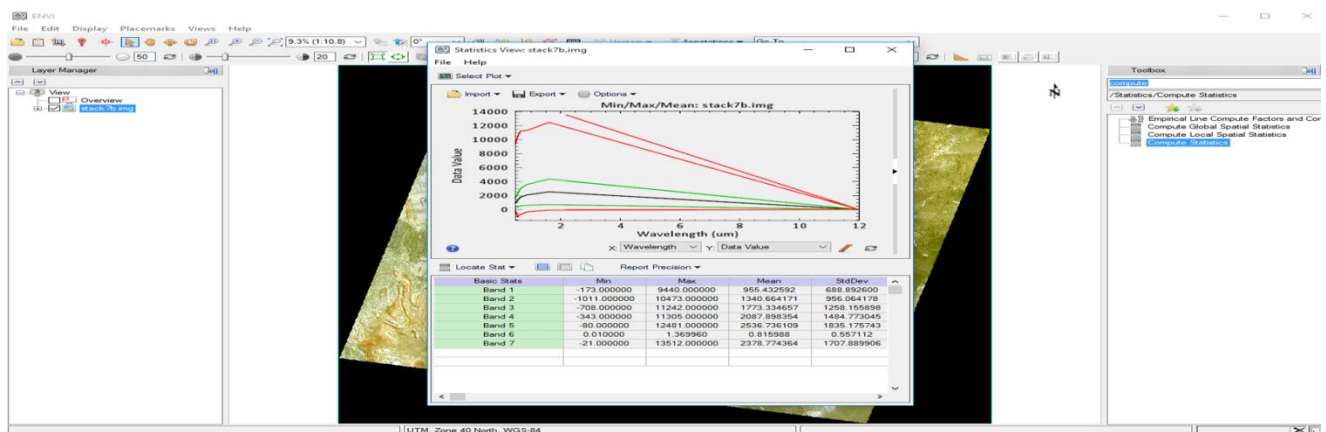 ENVI
File Edit Display Placemarks Views Help
9.3% (1:10.8) 0°
Annotations Go To
50 20
Layer Manager
View
Overview
stack7b.img
Statistics View: stack7b.img
File Help
Select Plot
Import Export Options
Min/Max/Mean: stack7b.img
Data Value
14000
12000
10000
8000
6000
4000
2000
0
2 4 6 8 10 12
Wavelength (um)
X: Wavelength Y: Data Value
Locate Stat Report Precision
Basic Stats Min Max Mean StdDev
Band 1 -173.000000 9440.000000 955.432592 688.892600
Band 2 -1011.000000 10473.000000 1340.664171 956.064178
Band 3 -708.000000 11242.000000 1773.334657 1258.155898
Band 4 -343.000000 11305.000000 2087.898354 1484.773045
Band 5 -80.000000 12481.000000 2536.736109 1835.175743
Band 6 0.010000 1.369960 0.815988 0.557112
Band 7 -21.000000 13512.000000 2378.774364 1707.889906
Toolbox
compute
/Statistics/Compute Statistics
Empirical Line Compute Factors and Cor
Compute Global Spatial Statistics
Compute Local Spatial Statistics
Compute Statistics
UTM, Zone 40 North, WGS-84